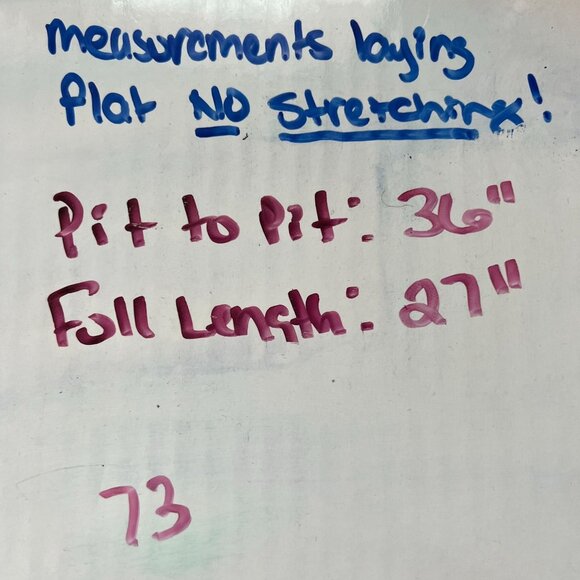 measurements laying
flat NO Stretching!
Pit to Pit: 36"
Full Length: 27"
73